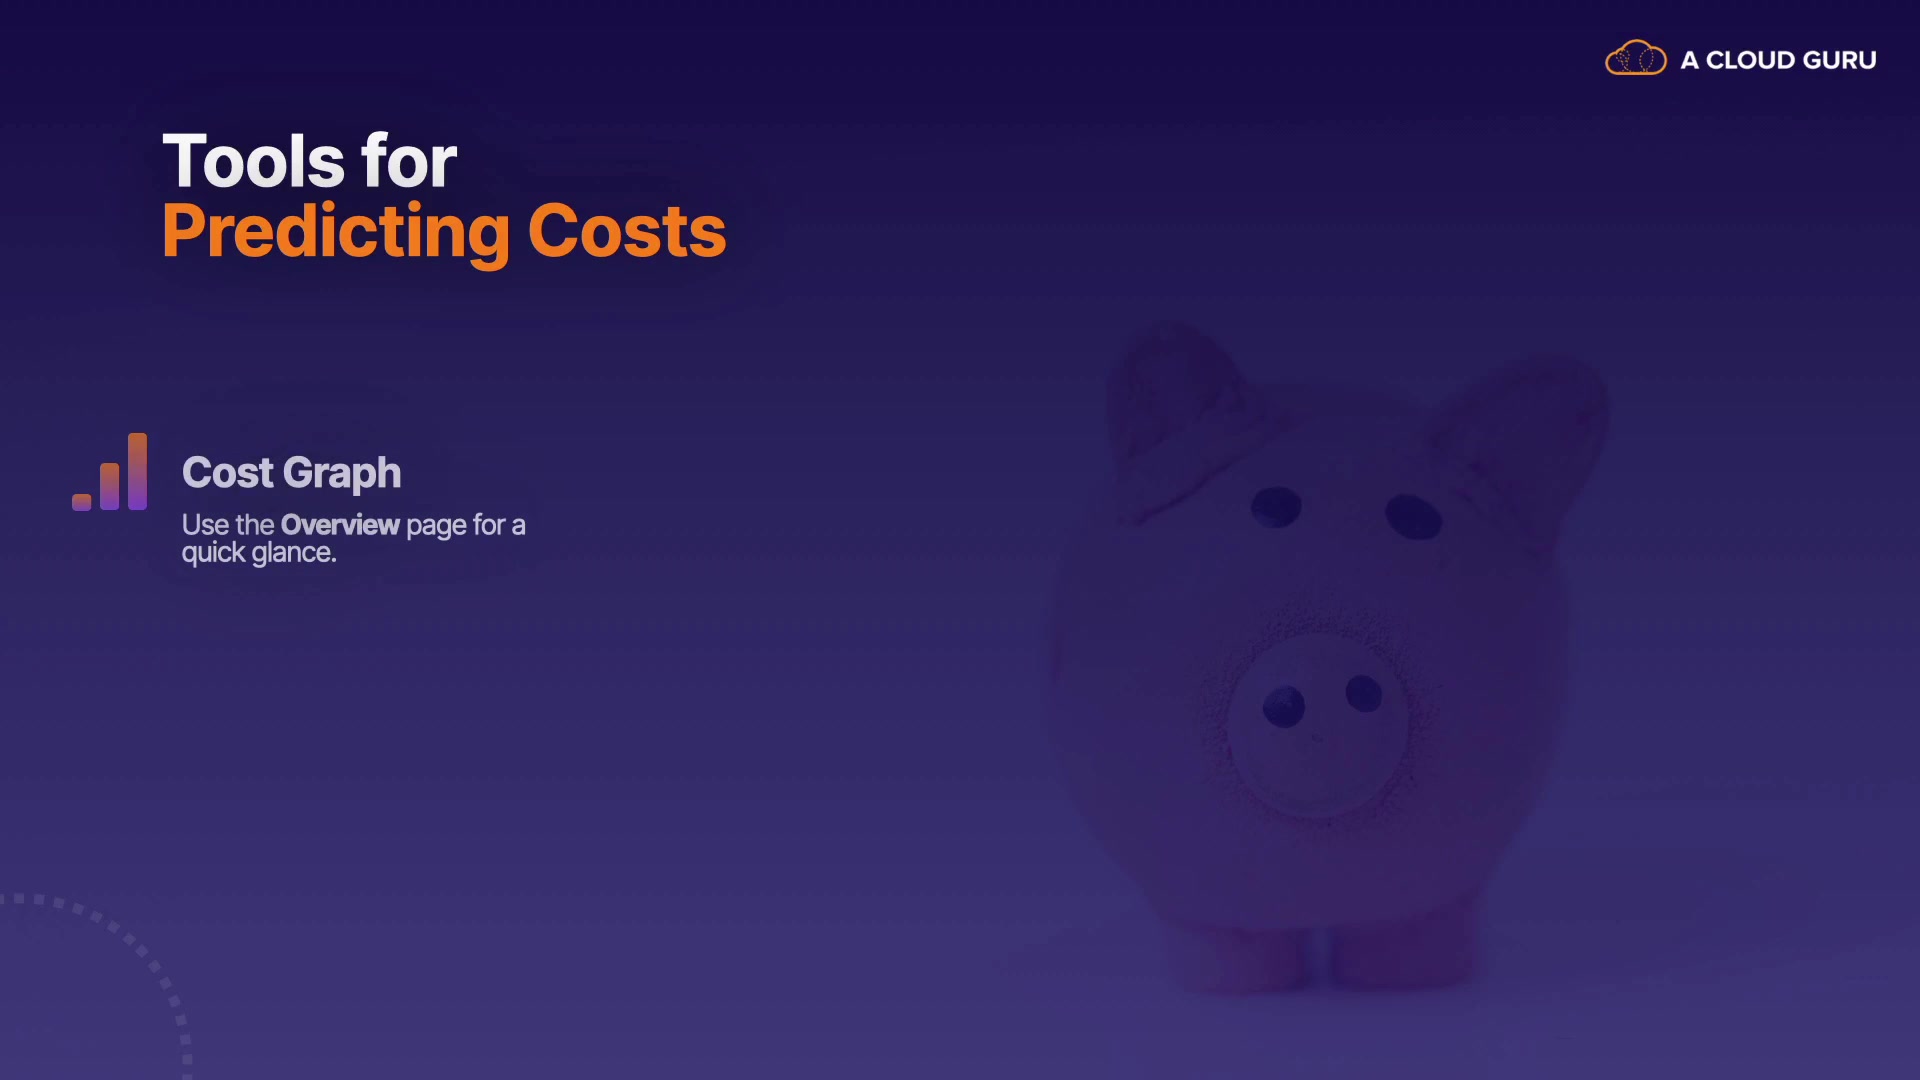 A CLOUD GURU
Tools for
Predicting Costs
Cost Graph
Use the Overview page for a
quick glance.